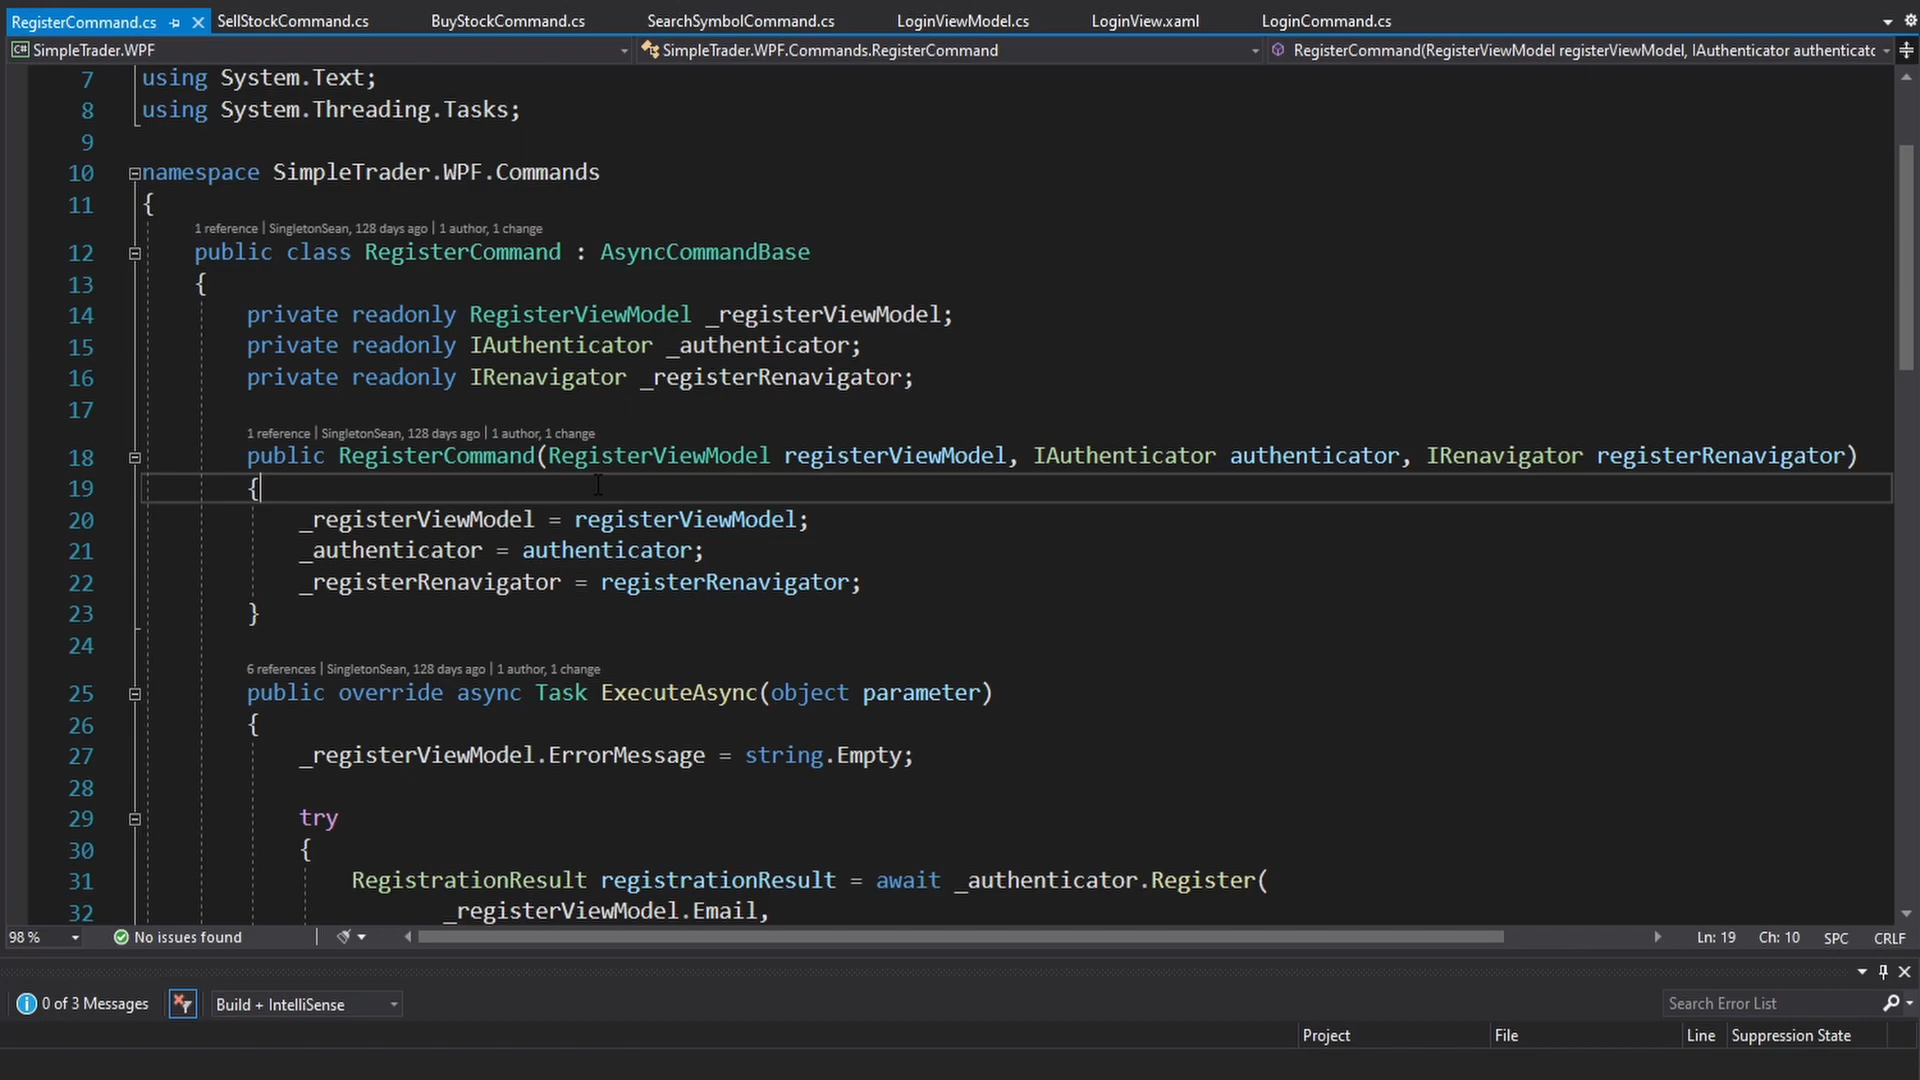 RegisterCommand.cs SellStockCommand.cs BuyStockCommand.cs SearchSymbolCommand.cs LoginViewModel.cs LoginView.xaml LoginCommand.cs
C# SimpleTrader.WPF SimpleTrader.WPF.Commands.RegisterCommand RegisterCommand(RegisterViewModel registerViewModel, IAuthenticator authenticatc
7 using System.Text;
8 using System.Threading.Tasks;
9
10 namespace SimpleTrader.WPF.Commands
11 {
1 reference | SingletonSean, 128 days ago | 1 author, 1 change
12 public class RegisterCommand : AsyncCommandBase
13 {
14 private readonly RegisterViewModel _registerViewModel;
15 private readonly IAuthenticator _authenticator;
16 private readonly IRenavigator _registerRenavigator;
17
1 reference | SingletonSean, 128 days ago | 1 author, 1 change
18 public RegisterCommand(RegisterViewModel registerViewModel, IAuthenticator authenticator, IRenavigator registerRenavigator)
19 {
20 _registerViewModel = registerViewModel;
21 _authenticator = authenticator;
22 _registerRenavigator = registerRenavigator;
23 }
24
6 references | SingletonSean, 128 days ago | 1 author, 1 change
25 public override async Task ExecuteAsync(object parameter)
26 {
27 _registerViewModel.ErrorMessage = string.Empty;
28
29 try
30 {
31 RegistrationResult registrationResult = await _authenticator.Register(
32 _registerViewModel.Email,
98 % No issues found Ln: 19 Ch: 10 SPC CRLF
0 of 3 Messages Build + IntelliSense Search Error List
Project File Line Suppression State